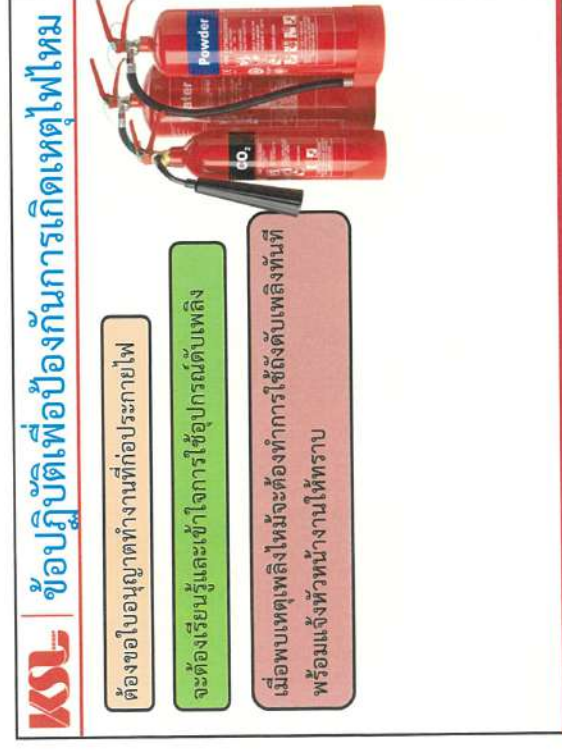 KSL
ข้อปฏิบัติเพื่อป้องกันการเกิดเหตุไฟไหม
ต้องขอใบอนุญาตทำงานที่ก่อประกายไฟ
จะต้องเรียนรู้และเข้าใจการใช้อุปกรณ์ดับเพลิง
เมื่อพบเหตุเพลิงไหม้จะต้องทำการใช้ถังดับเพลิงทันที
พร้อมแจ้งหัวหน้างานให้ทราบ
CO₂
ater
Powder